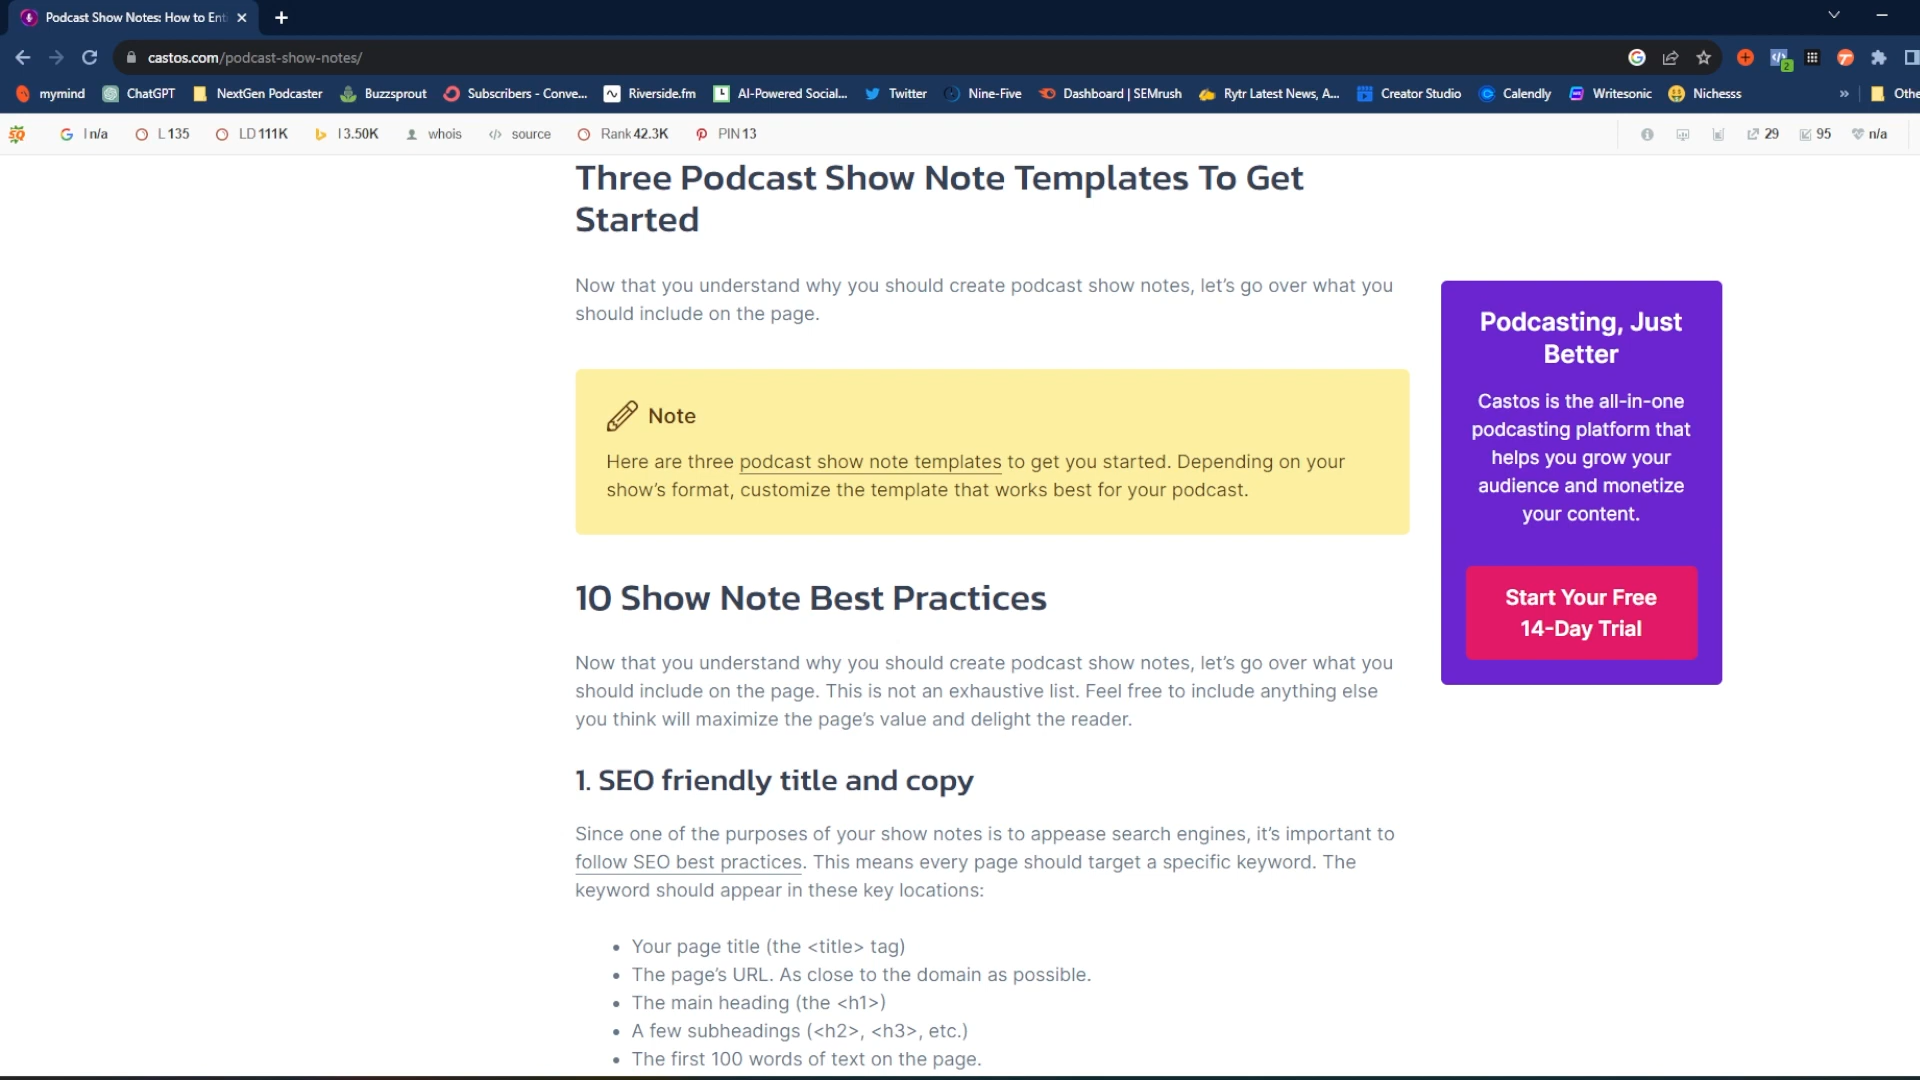 Podcast Show Notes: How to Ent
castos.com/podcast-show-notes/
mymind ChatGPT NextGen Podcaster Buzzsprout Subscribers - Conve... Riverside.fm AI-Powered Social... Twitter Nine-Five Dashboard | SEMrush Rytr Latest News, A... Creator Studio Calendly Writesonic Nichesss » Othe
I n/a L 135 LD 111K I 3.50K whois source Rank 42.3K PIN 13 29 95 n/a
Three Podcast Show Note Templates To Get
Started
Now that you understand why you should create podcast show notes, let's go over what you
should include on the page.
Note
Here are three podcast show note templates to get you started. Depending on your
show's format, customize the template that works best for your podcast.
10 Show Note Best Practices
Now that you understand why you should create podcast show notes, let's go over what you
should include on the page. This is not an exhaustive list. Feel free to include anything else
you think will maximize the page's value and delight the reader.
1. SEO friendly title and copy
Since one of the purposes of your show notes is to appease search engines, it's important to
follow SEO best practices. This means every page should target a specific keyword. The
keyword should appear in these key locations:
• Your page title (the <title> tag)
• The page's URL. As close to the domain as possible.
• The main heading (the <h1>)
• A few subheadings (<h2>, <h3>, etc.)
• The first 100 words of text on the page.
Podcasting, Just
Better
Castos is the all-in-one
podcasting platform that
helps you grow your
audience and monetize
your content.
Start Your Free
14-Day Trial